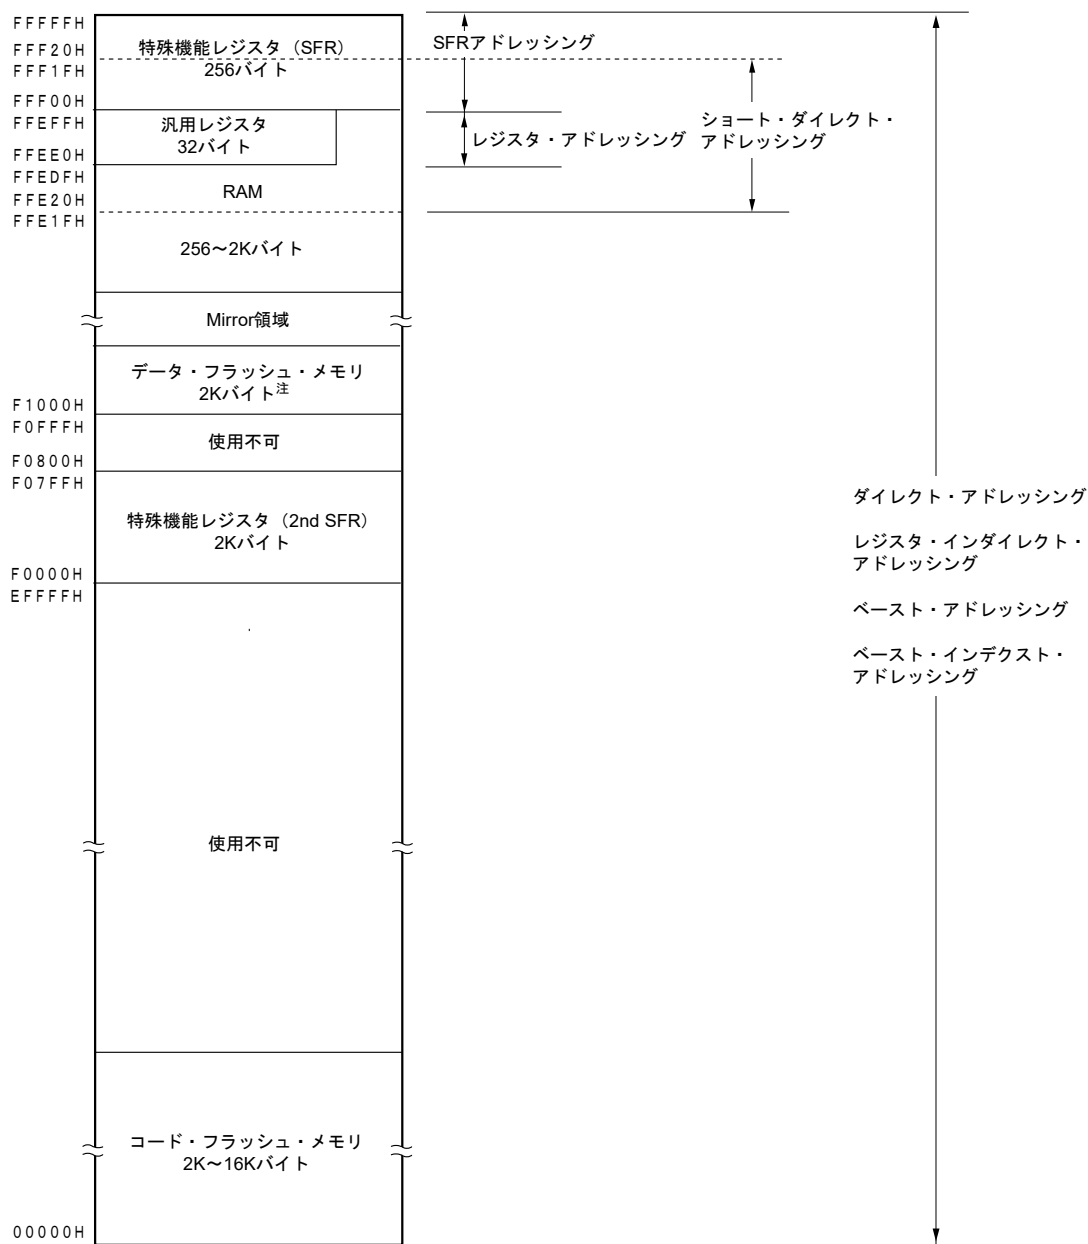 FFFFFH
FFF20H
FFF1FH
FFF00H
FFEFFH
FFEE0H
FFEDFH
FFE20H
FFE1FH
特殊機能レジスタ（SFR）
256バイト
汎用レジスタ
32バイト
RAM
256～2Kバイト
SFRアドレッシング
レジスタ・アドレッシング
ショート・ダイレクト・
アドレッシング
Mirror領域
データ・フラッシュ・メモリ
2Kバイト注
F1000H
F0FFFH
使用不可
F0800H
F07FFH
特殊機能レジスタ（2nd SFR）
2Kバイト
F0000H
EFFFFH
ダイレクト・アドレッシング
レジスタ・インダイレクト・
アドレッシング
ベースト・アドレッシング
ベースト・インデクスト・
アドレッシング
使用不可
コード・フラッシュ・メモリ
2K～16Kバイト
00000H